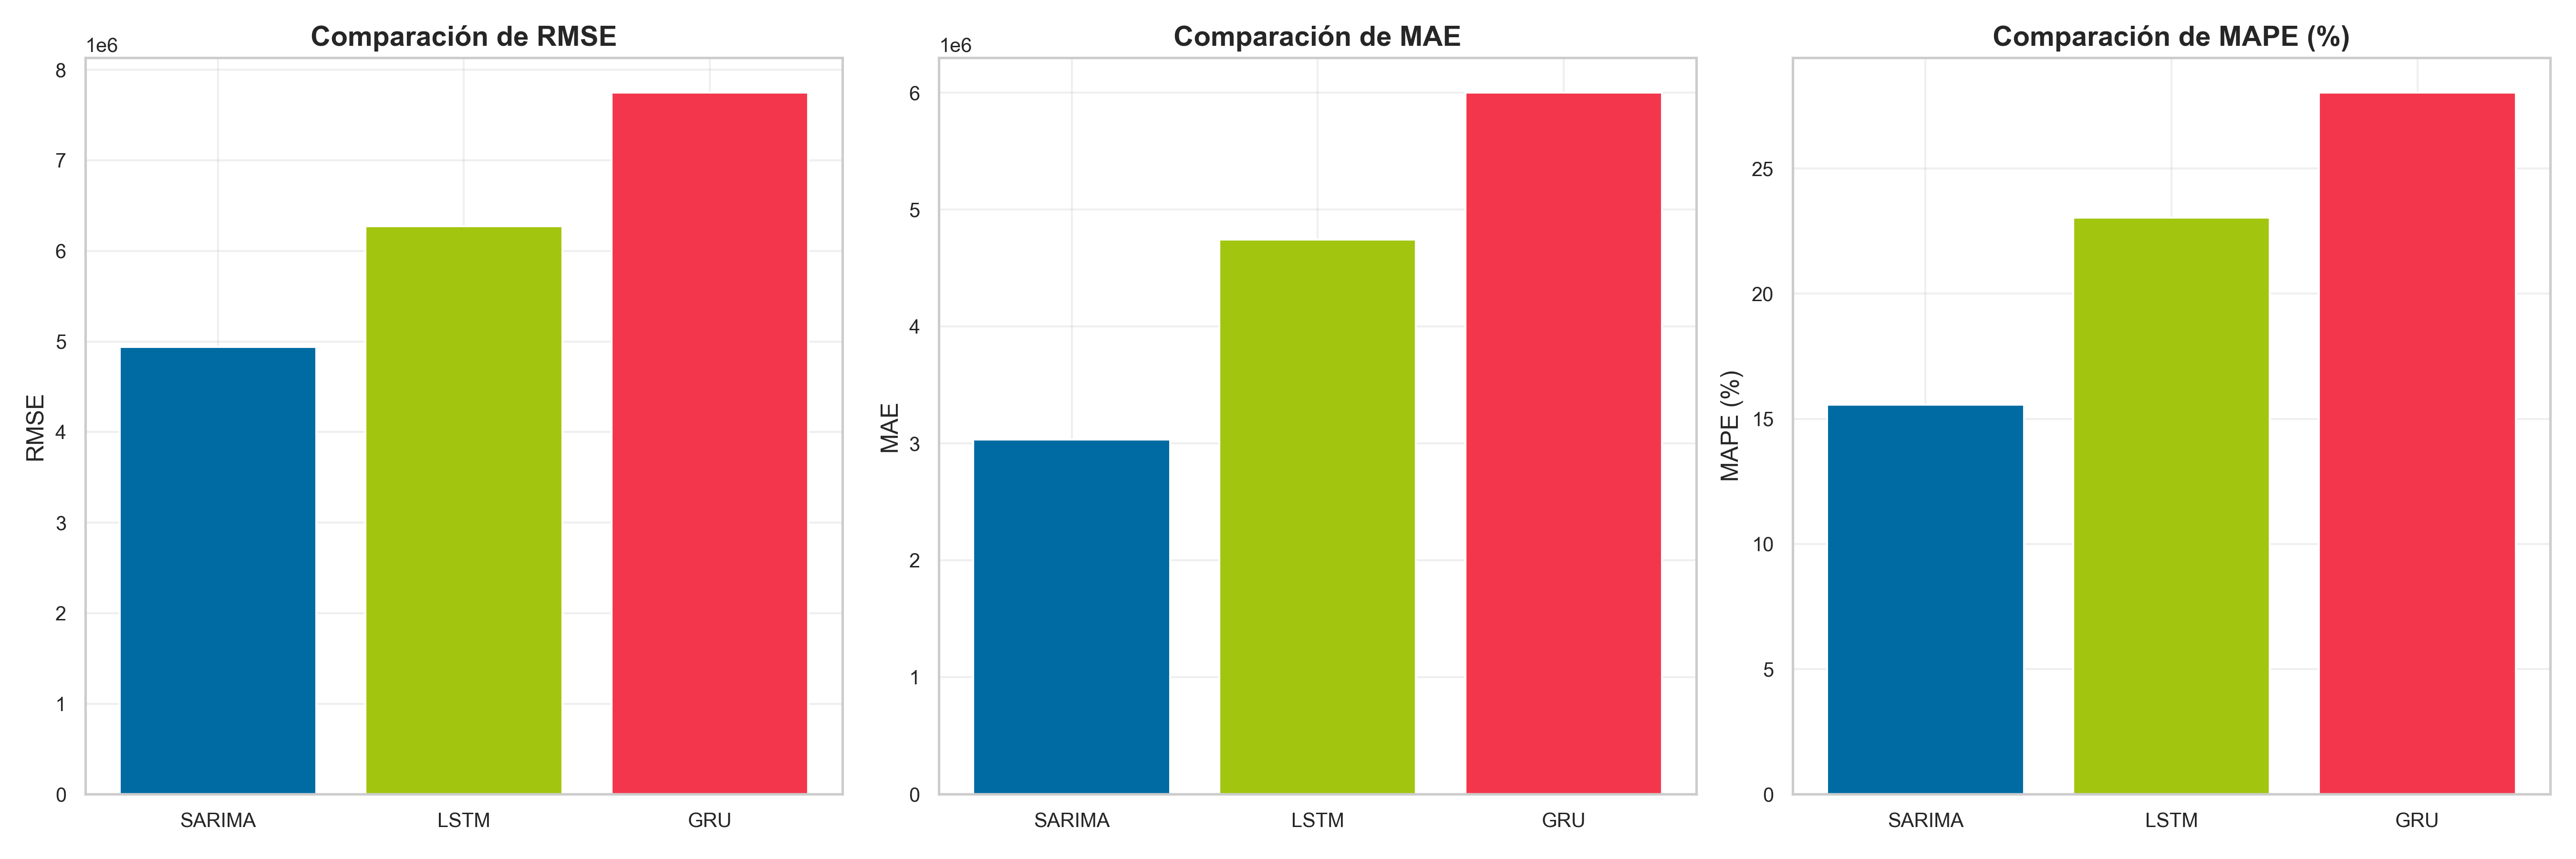 Comparación de RMSE
1e6
8
7
6
5
4
3
2
1
0
RMSE
SARIMA
LSTM
GRU
Comparación de MAE
1e6
6
5
4
3
2
1
0
MAE
SARIMA
LSTM
GRU
Comparación de MAPE (%)
25
20
15
10
5
0
MAPE (%)
SARIMA
LSTM
GRU